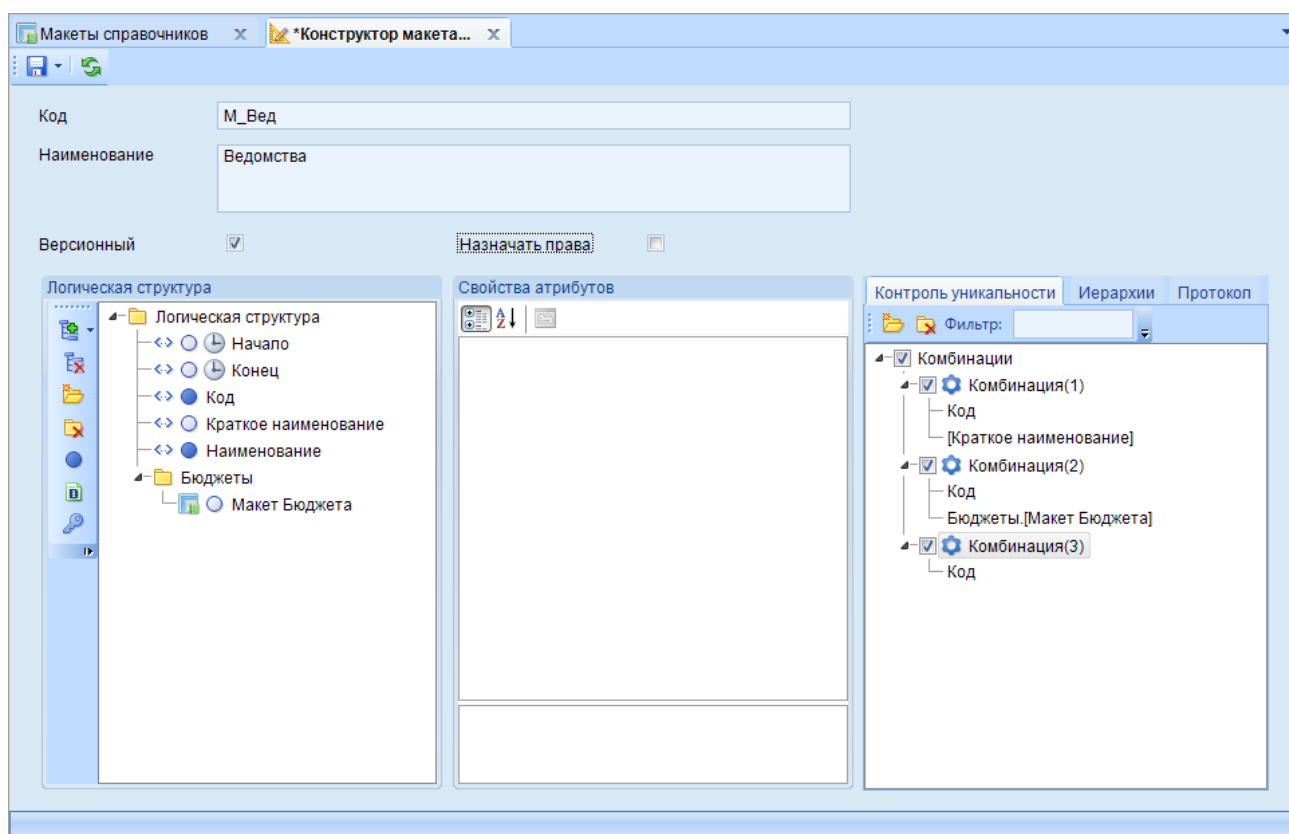 Макеты справочников
*Конструктор макета...
Код
М_Вед
Наименование
Ведомства
Версионный
Назначать права
Логическая структура
Логическая структура
Начало
Конец
Код
Краткое наименование
Наименование
Бюджеты
Макет Бюджета
Свойства атрибутов
Контроль уникальности
Иерархии
Протокол
Фильтр:
Комбинации
Комбинация(1)
Код
[Краткое наименование]
Комбинация(2)
Код
Бюджеты.[Макет Бюджета]
Комбинация(3)
Код